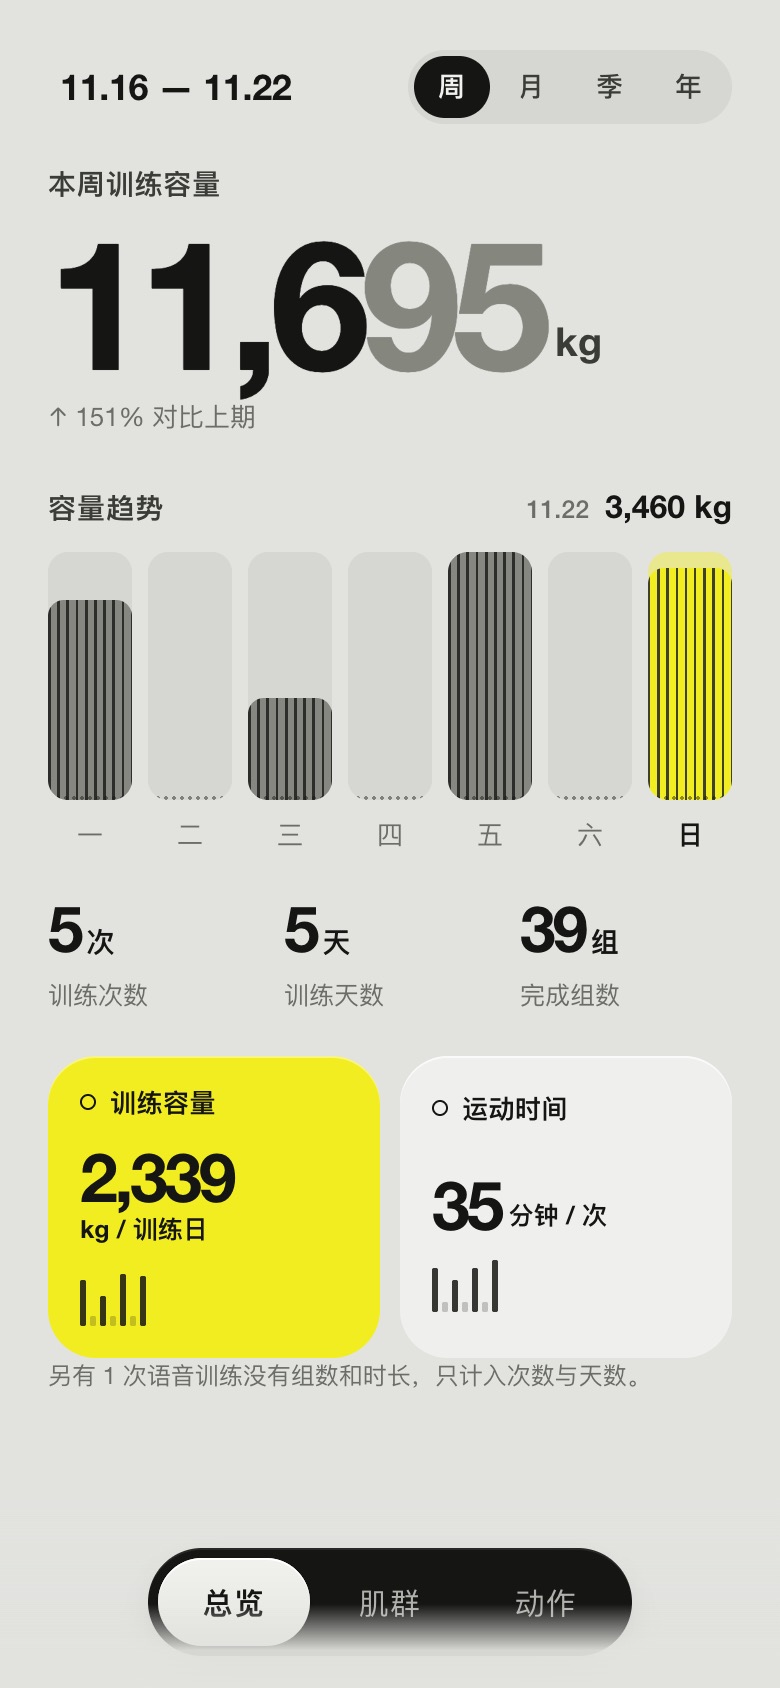 11.16 — 11.22
周 月 季 年
本周训练容量
11,695 kg
↑ 151% 对比上期
容量趋势 11.22 3,460 kg
一 二 三 四 五 六 日
5 次 5 天 39 组
训练次数 训练天数 完成组数
训练容量
2,339
kg / 训练日
运动时间
35 分钟 / 次
另有 1 次语音训练没有组数和时长，只计入次数与天数。
总览 肌群 动作